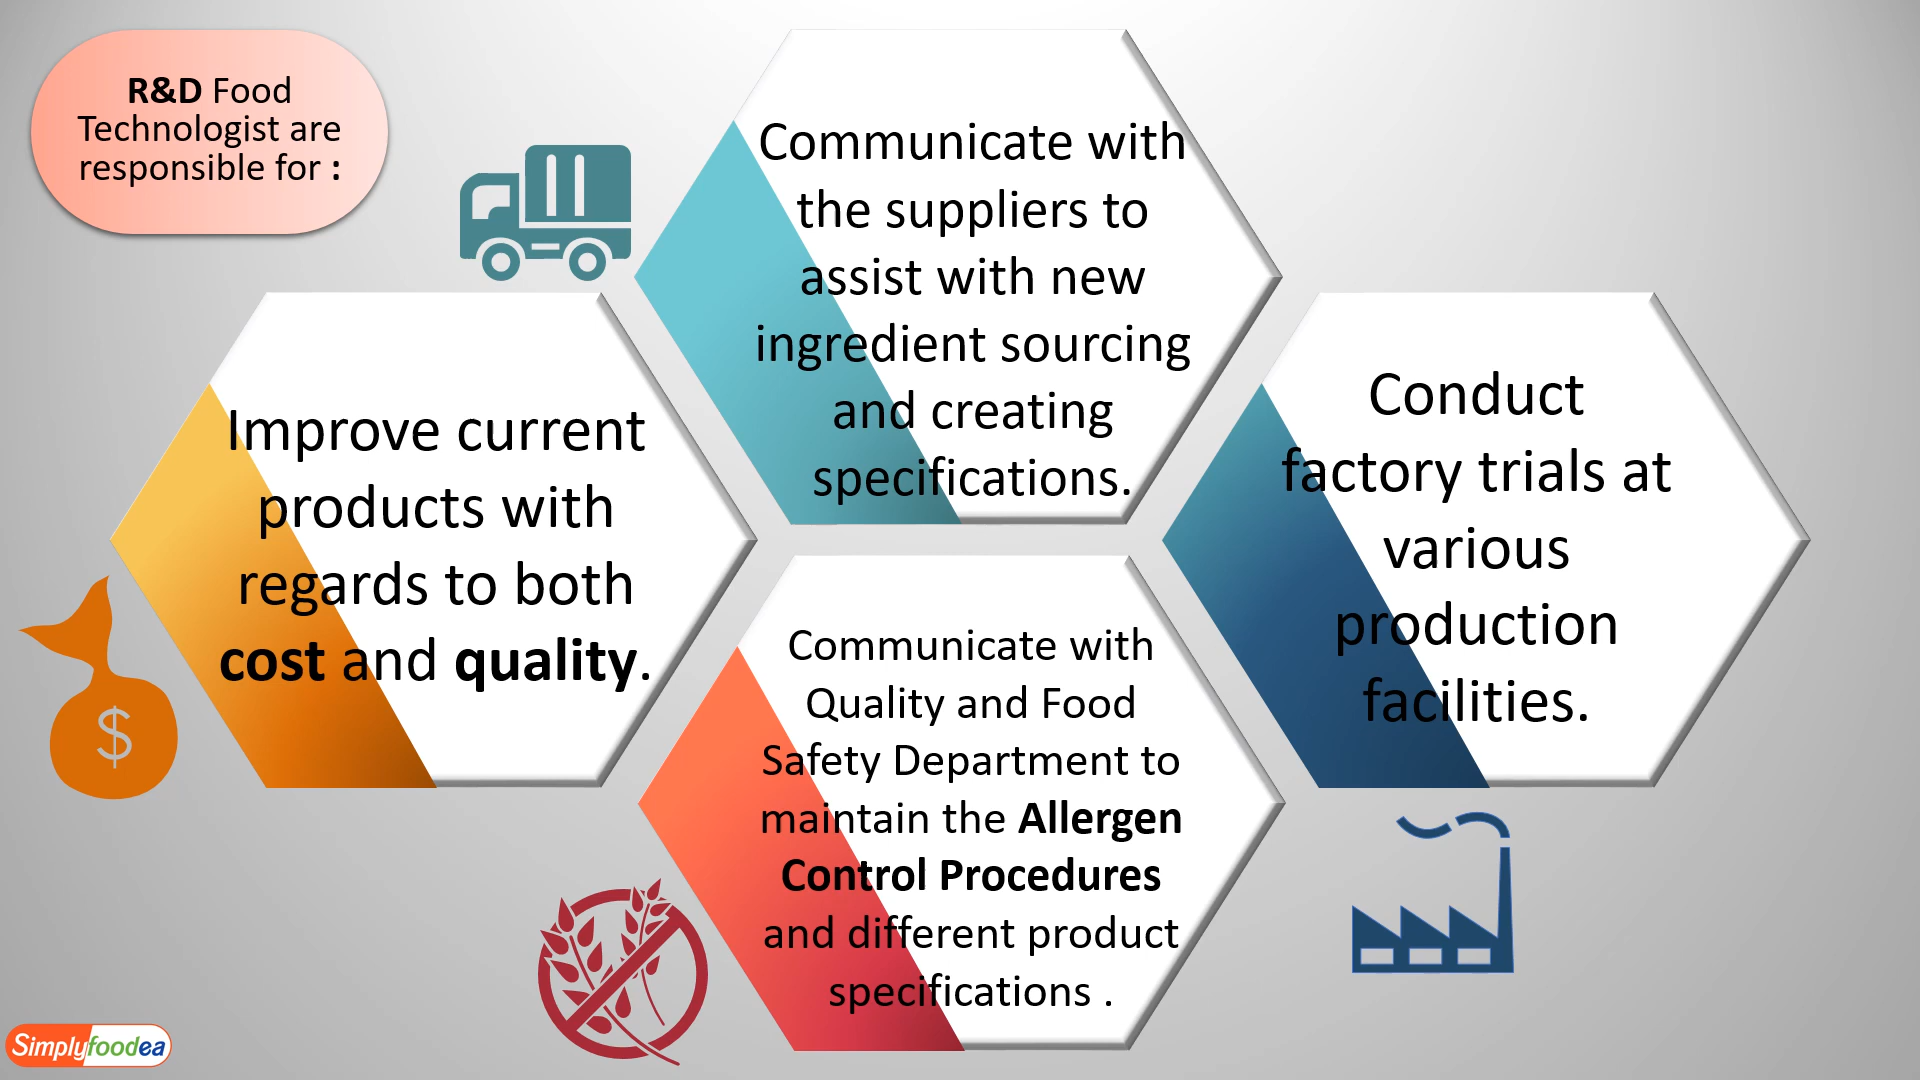 R&D Food
Technologist are
responsible for :
Communicate with
the suppliers to
assist with new
ingredient sourcing
and creating
specifications.
Improve current
products with
regards to both
cost and quality.
$
Conduct
factory trials at
various
production
facilities.
Communicate with
Quality and Food
Safety Department to
maintain the Allergen
Control Procedures
and different product
specifications .
Simplyfoodea